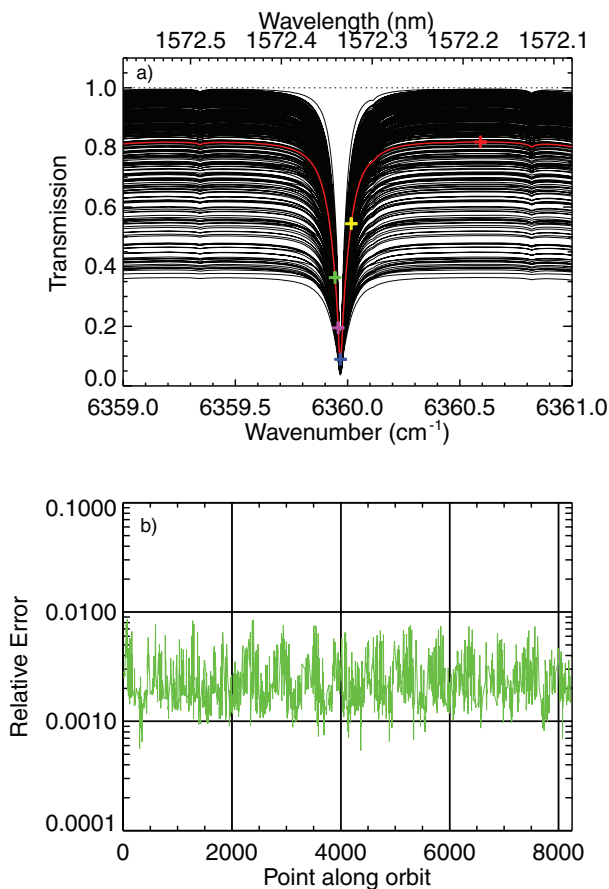 Wavelength (nm)
1572.5 1572.4 1572.3 1572.2 1572.1
a)
1.0
0.8
0.6
0.4
0.2
0.0
Transmission
6359.0 6359.5 6360.0 6360.5 6361.0
Wavenumber (cm⁻¹)
b)
0.1000
0.0100
0.0010
0.0001
Relative Error
0 2000 4000 6000 8000
Point along orbit